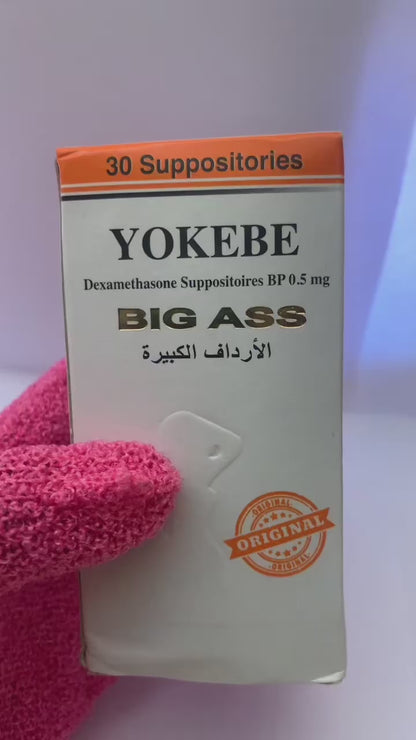 30 Suppositories
YOKEBE
Dexamethasone Suppositoires BP 0.5 mg
BIG ASS
الأرداف الكبيرة
ORIGINAL
ORIGINAL
ORIGINAL